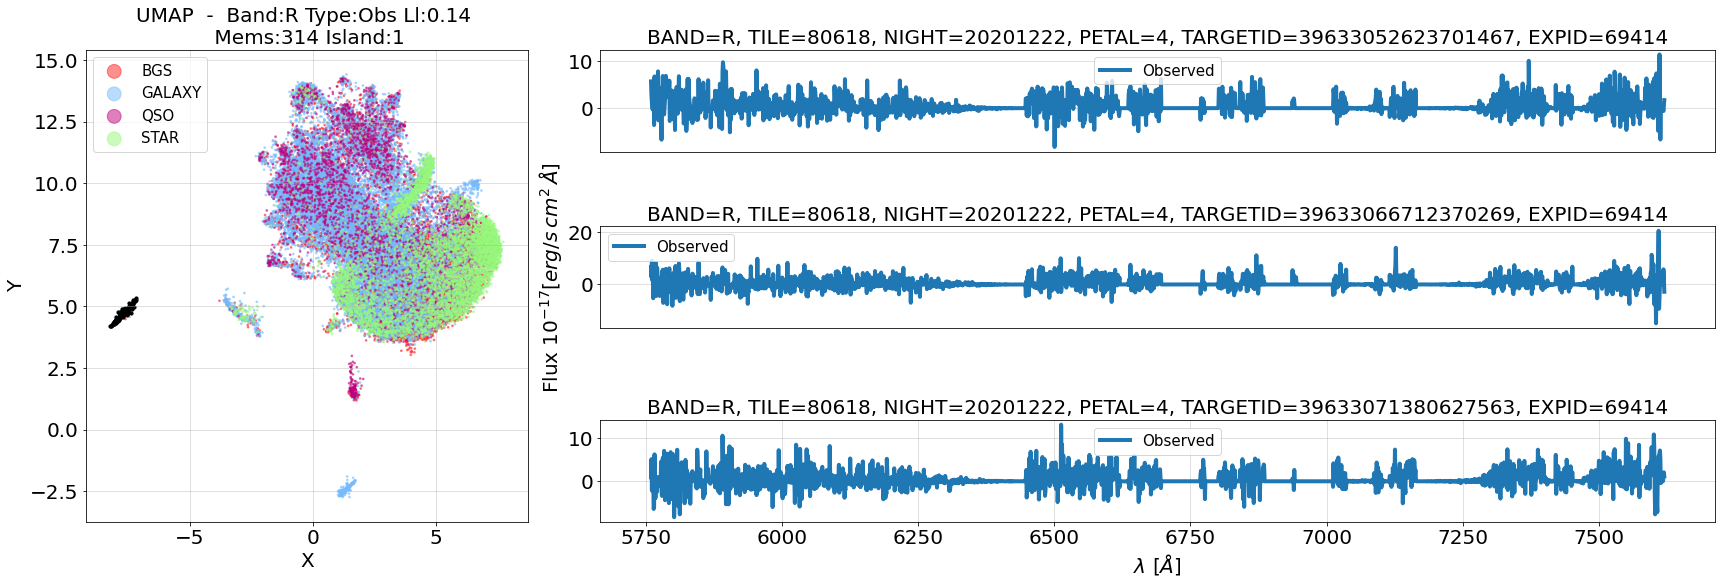 UMAP - Band:R Type:Obs Ll:0.14
Mems:314 Island:1
BGS
GALAXY
QSO
STAR
15.0
12.5
10.0
7.5
5.0
2.5
0.0
−2.5
Y
−5
0
5
X
Flux 10^{−17}[erg/s cm^2 Å]
BAND=R, TILE=80618, NIGHT=20201222, PETAL=4, TARGETID=39633052623701467, EXPID=69414
Observed
10
0
BAND=R, TILE=80618, NIGHT=20201222, PETAL=4, TARGETID=39633066712370269, EXPID=69414
Observed
20
0
BAND=R, TILE=80618, NIGHT=20201222, PETAL=4, TARGETID=39633071380627563, EXPID=69414
Observed
10
0
5750
6000
6250
6500
6750
7000
7250
7500
λ [Å]